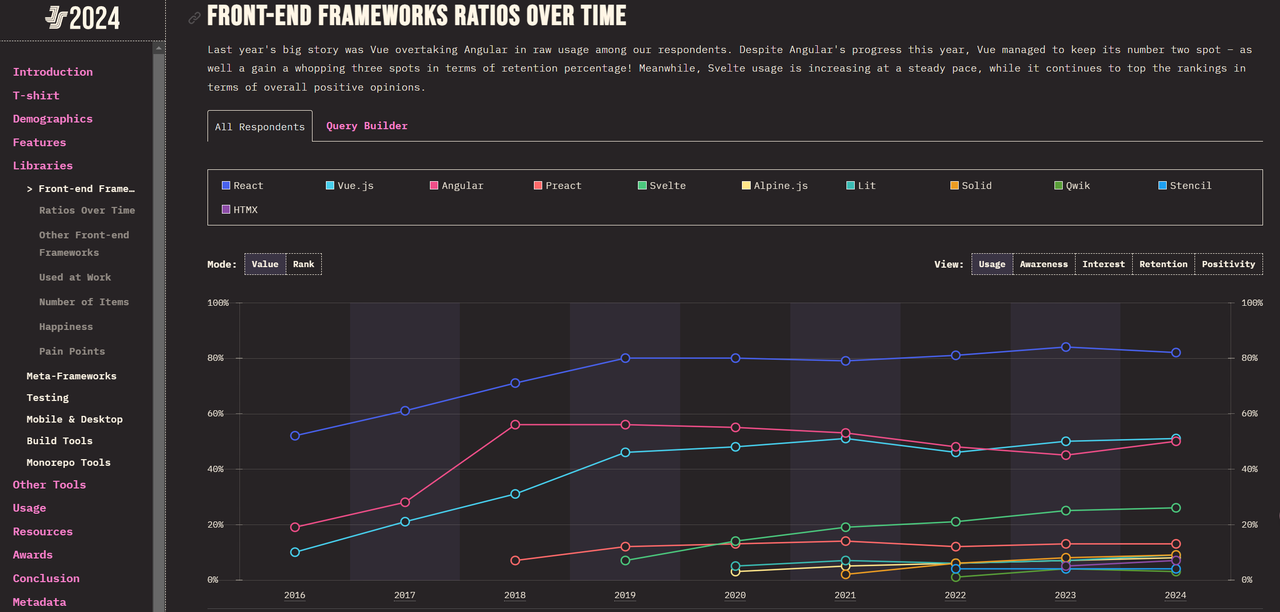 JS 2024
Introduction
T-shirt
Demographics
Features
Libraries
> Front-end Frame…
Ratios Over Time
Other Front-end
Frameworks
Used at Work
Number of Items
Happiness
Pain Points
Meta-Frameworks
Testing
Mobile & Desktop
Build Tools
Monorepo Tools
Other Tools
Usage
Resources
Awards
Conclusion
Metadata
FRONT-END FRAMEWORKS RATIOS OVER TIME
Last year's big story was Vue overtaking Angular in raw usage among our respondents. Despite Angular's progress this year, Vue managed to keep its number two spot – as
well a gain a whopping three spots in terms of retention percentage! Meanwhile, Svelte usage is increasing at a steady pace, while it continues to top the rankings in
terms of overall positive opinions.
All Respondents Query Builder
React Vue.js Angular Preact Svelte Alpine.js Lit Solid Qwik Stencil
HTMX
Mode: Value Rank View: Usage Awareness Interest Retention Positivity
100% 100%
80% 80%
60% 60%
40% 40%
20% 20%
0% 0%
2016 2017 2018 2019 2020 2021 2022 2023 2024